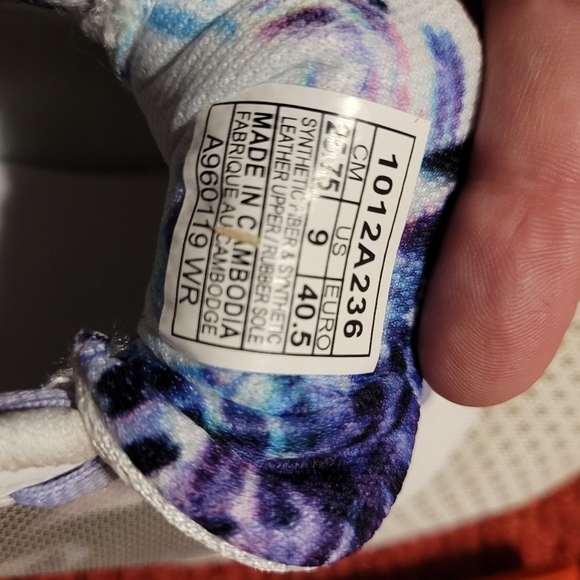 1012A236
CM US EURO
25.75 9 40.5
SYNTHETIC FIBER & SYNTHETIC
LEATHER UPPER / RUBBER SOLE
MADE IN CAMBODIA
FABRIQUE AU CAMBODGE
A960119 WR